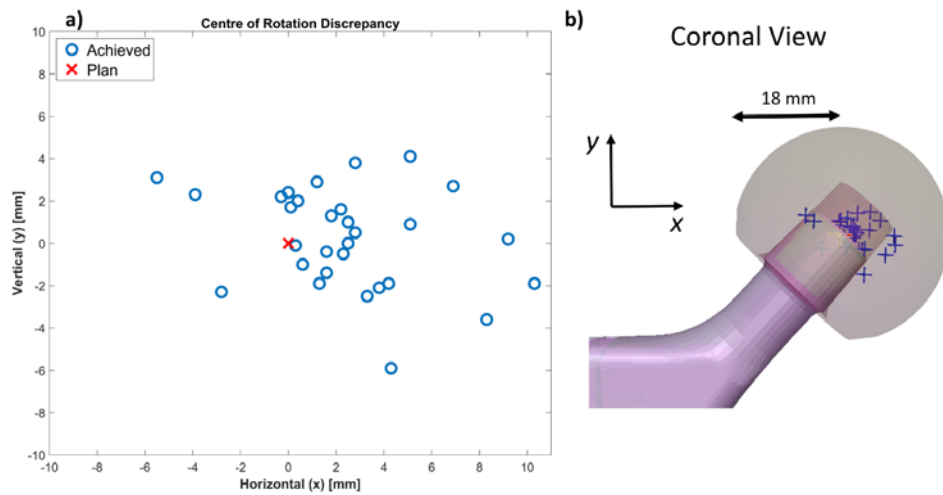 a)
Centre of Rotation Discrepancy
Achieved
Plan
10
8
6
4
2
0
-2
-4
-6
-8
-10
Vertical (y) [mm]
-10 -8 -6 -4 -2 0 2 4 6 8 10
Horizontal (x) [mm]
b)
Coronal View
18 mm
y
x